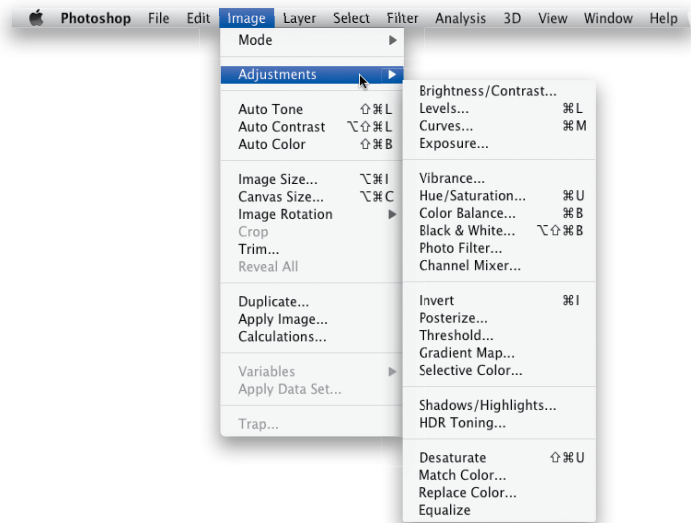 Photoshop File Edit Image Layer Select Filter Analysis 3D View Window Help
Mode
Adjustments
Auto Tone ⇧⌘L
Auto Contrast ⌥⇧⌘L
Auto Color ⇧⌘B
Image Size... ⌥⌘I
Canvas Size... ⌥⌘C
Image Rotation
Crop
Trim...
Reveal All
Duplicate...
Apply Image...
Calculations...
Variables
Apply Data Set...
Trap...
Brightness/Contrast...
Levels... ⌘L
Curves... ⌘M
Exposure...
Vibrance...
Hue/Saturation... ⌘U
Color Balance... ⌘B
Black & White... ⌥⇧⌘B
Photo Filter...
Channel Mixer...
Invert ⌘I
Posterize...
Threshold...
Gradient Map...
Selective Color...
Shadows/Highlights...
HDR Toning...
Desaturate ⇧⌘U
Match Color...
Replace Color...
Equalize